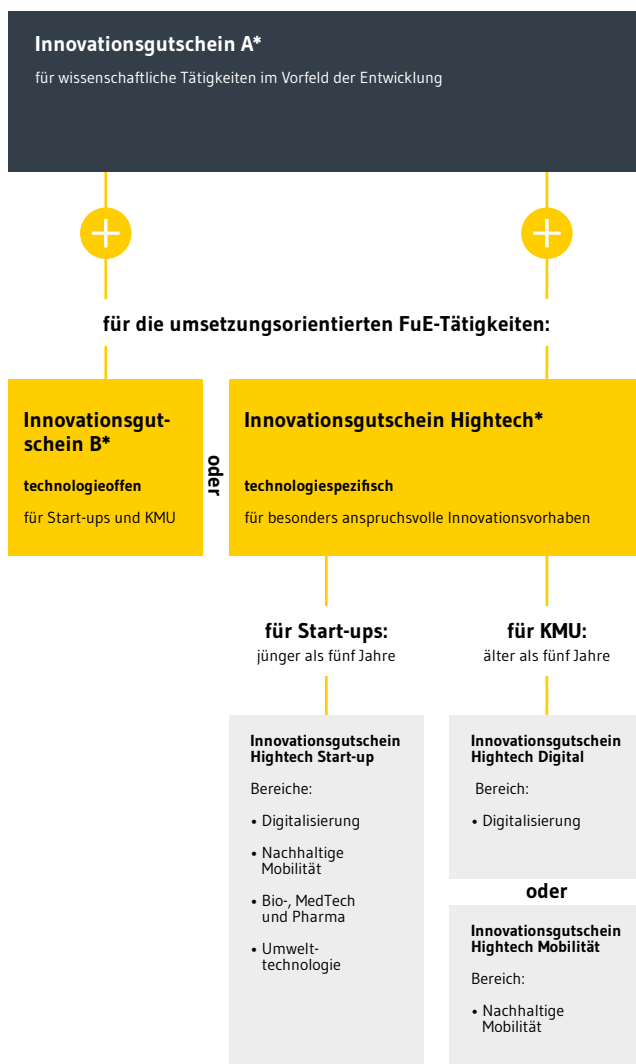 Innovationsgutschein A*
für wissenschaftliche Tätigkeiten im Vorfeld der Entwicklung
für die umsetzungsorientierten FuE-Tätigkeiten:
Innovationsgut-
schein B*
technologieoffen
für Start-ups und KMU
oder
Innovationsgutschein Hightech*
technologiespezifisch
für besonders anspruchsvolle Innovationsvorhaben
für Start-ups:
jünger als fünf Jahre
für KMU:
älter als fünf Jahre
Innovationsgutschein
Hightech Start-up
Bereiche:
• Digitalisierung
• Nachhaltige
Mobilität
• Bio-, MedTech
und Pharma
• Umwelt-
technologie
Innovationsgutschein
Hightech Digital
Bereich:
• Digitalisierung
oder
Innovationsgutschein
Hightech Mobilität
Bereich:
• Nachhaltige
Mobilität